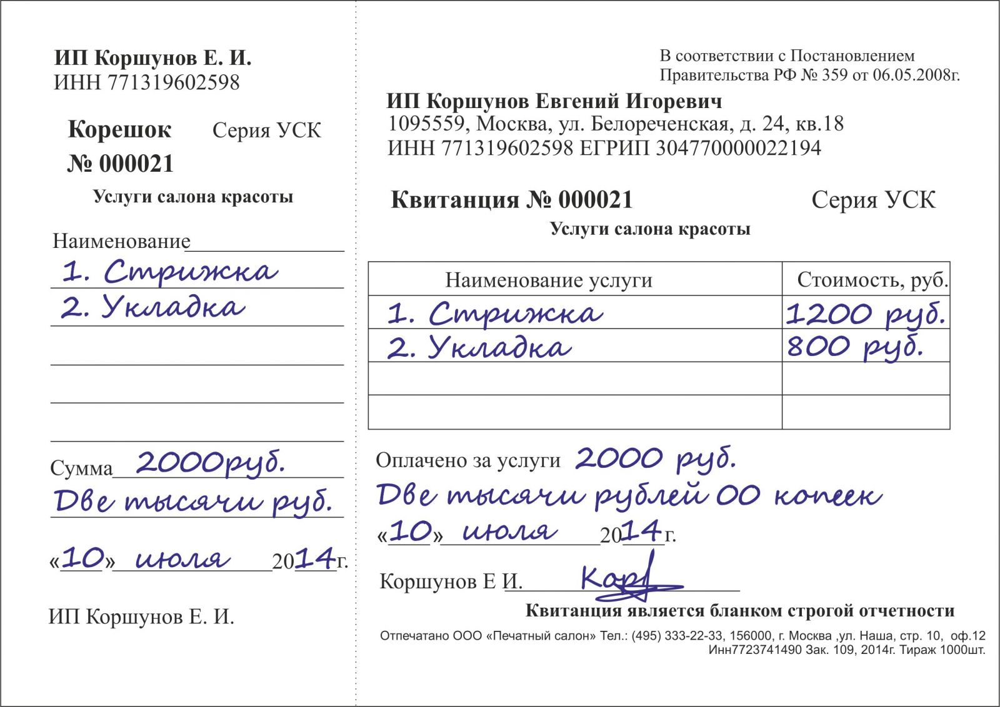 ИП Коршунов Е. И.
ИНН 771319602598
Корешок Серия УСК
№ 000021
Услуги салона красоты
Наименование
1. Стрижка
2. Укладка
Сумма 2000руб.
Две тысячи руб.
«10» июля 2014г.
ИП Коршунов Е. И.
В соответствии с Постановлением
Правительства РФ № 359 от 06.05.2008г.
ИП Коршунов Евгений Игоревич
1095559, Москва, ул. Белореченская, д. 24, кв.18
ИНН 771319602598 ЕГРИП 304770000022194
Квитанция № 000021 Серия УСК
Услуги салона красоты
Наименование услуги Стоимость, руб.
1. Стрижка 1200 руб.
2. Укладка 800 руб.
Оплачено за услуги 2000 руб.
Две тысячи рублей 00 копеек
«10» июля 2014г.
Коршунов Е И. Кор
Квитанция является бланком строгой отчетности
Отпечатано ООО «Печатный салон» Тел.: (495) 333-22-33, 156000, г. Москва ,ул. Наша, стр. 10, оф.12
Инн7723741490 Зак. 109, 2014г. Тираж 1000шт.